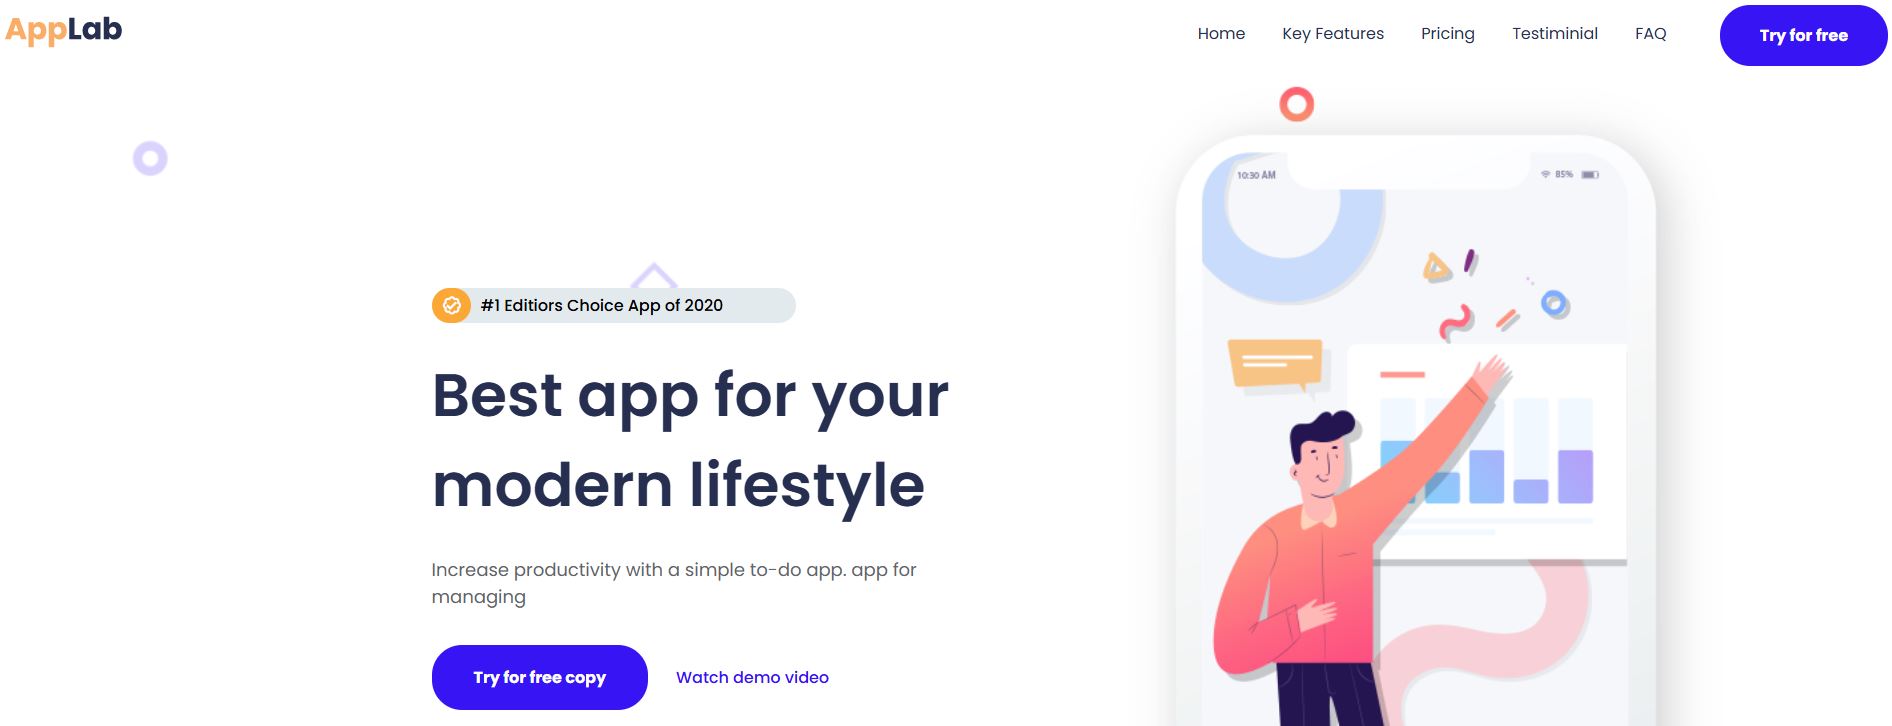 AppLab
Home Key Features Pricing Testiminial FAQ Try for free
10:30 AM 85%
#1 Editiors Choice App of 2020
Best app for your
modern lifestyle
Increase productivity with a simple to-do app. app for
managing
Try for free copy Watch demo video